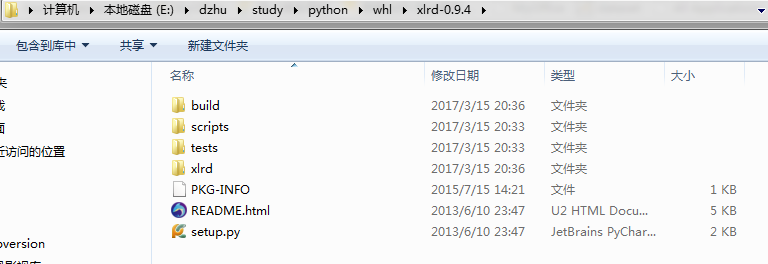 计算机 本地磁盘 (E:) dzhu study python whl xlrd-0.9.4
包含到库中 共享 新建文件夹
名称 修改日期 类型 大小
build 2017/3/15 20:36 文件夹
scripts 2017/3/15 20:33 文件夹
tests 2017/3/15 20:33 文件夹
近访问的位置
xlrd 2017/3/15 20:36 文件夹
PKG-INFO 2015/7/15 14:21 文件 1 KB
README.html 2013/6/10 23:47 U2 HTML Docu... 5 KB
setup.py 2013/6/10 23:47 JetBrains PyChar... 2 KB
oversion